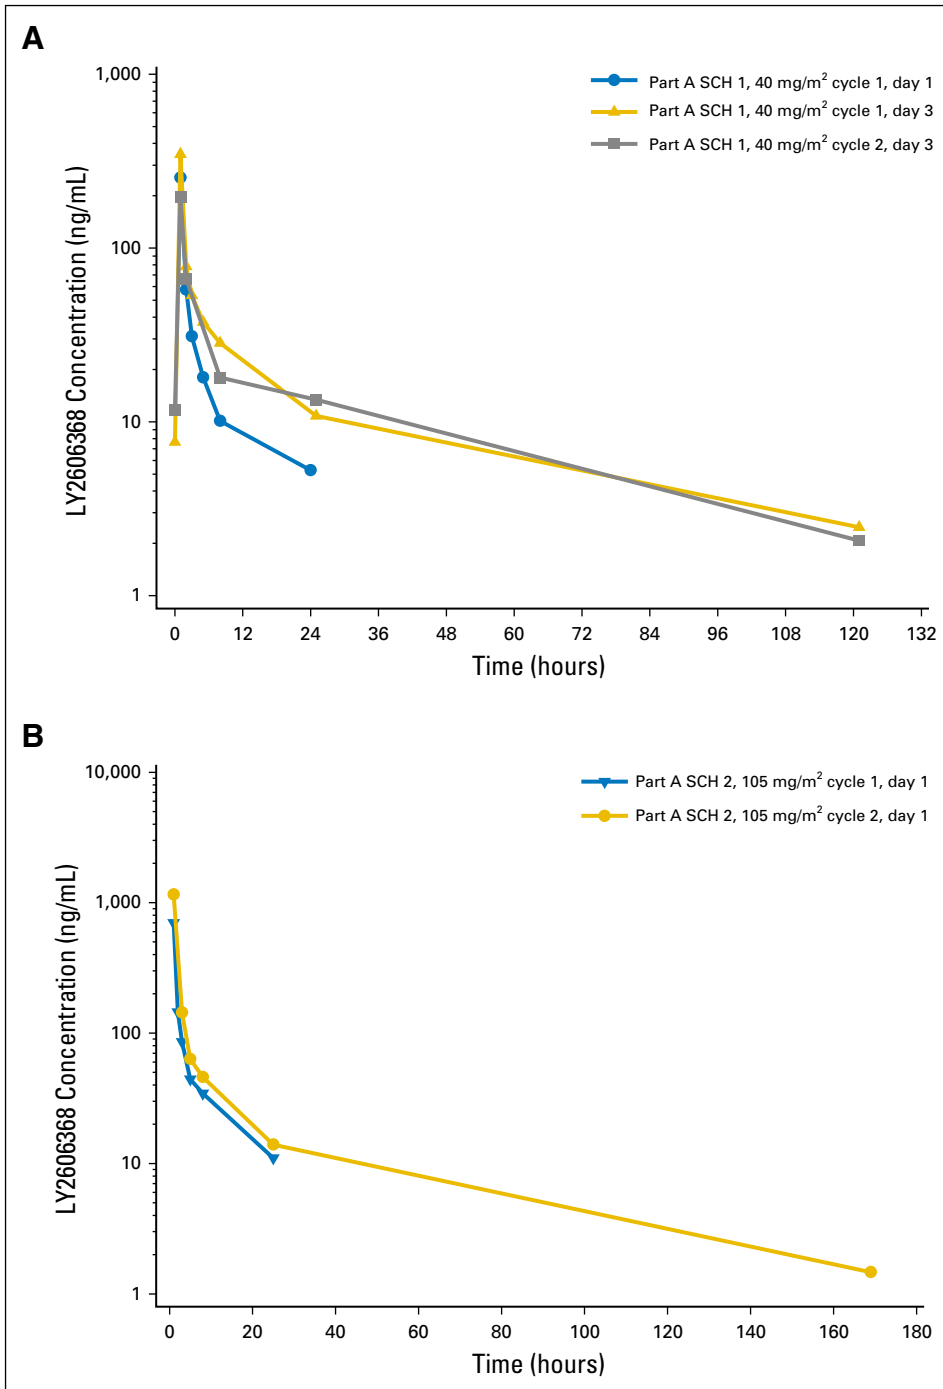 A
1,000
100
10
1
LY2606368 Concentration (ng/mL)
Part A SCH 1, 40 mg/m² cycle 1, day 1
Part A SCH 1, 40 mg/m² cycle 1, day 3
Part A SCH 1, 40 mg/m² cycle 2, day 3
0 12 24 36 48 60 72 84 96 108 120 132
Time (hours)
B
10,000
1,000
100
10
1
LY2606368 Concentration (ng/mL)
Part A SCH 2, 105 mg/m² cycle 1, day 1
Part A SCH 2, 105 mg/m² cycle 2, day 1
0 20 40 60 80 100 120 140 160 180
Time (hours)